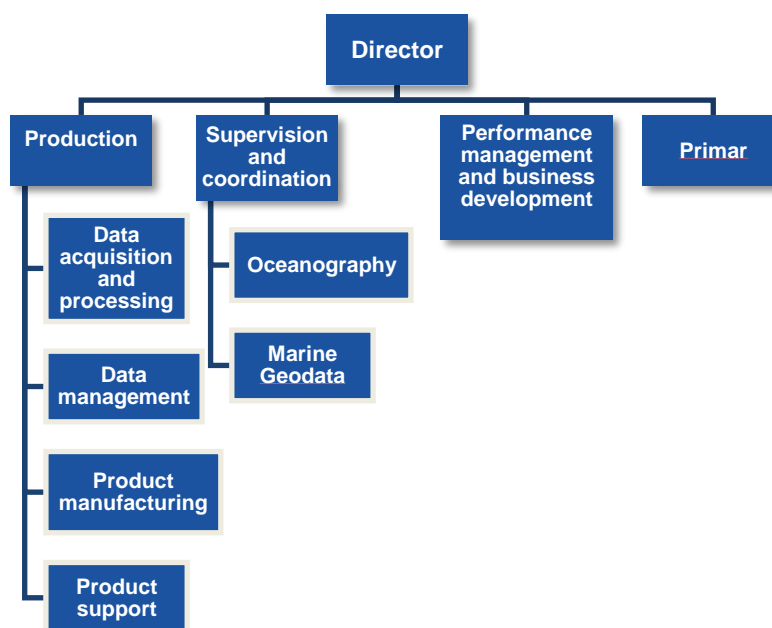 Director
Production
Supervision
and
coordination
Performance
management
and business
development
Primar
Data
acquisition
and
processing
Data
management
Product
manufacturing
Product
support
Oceanography
Marine
Geodata